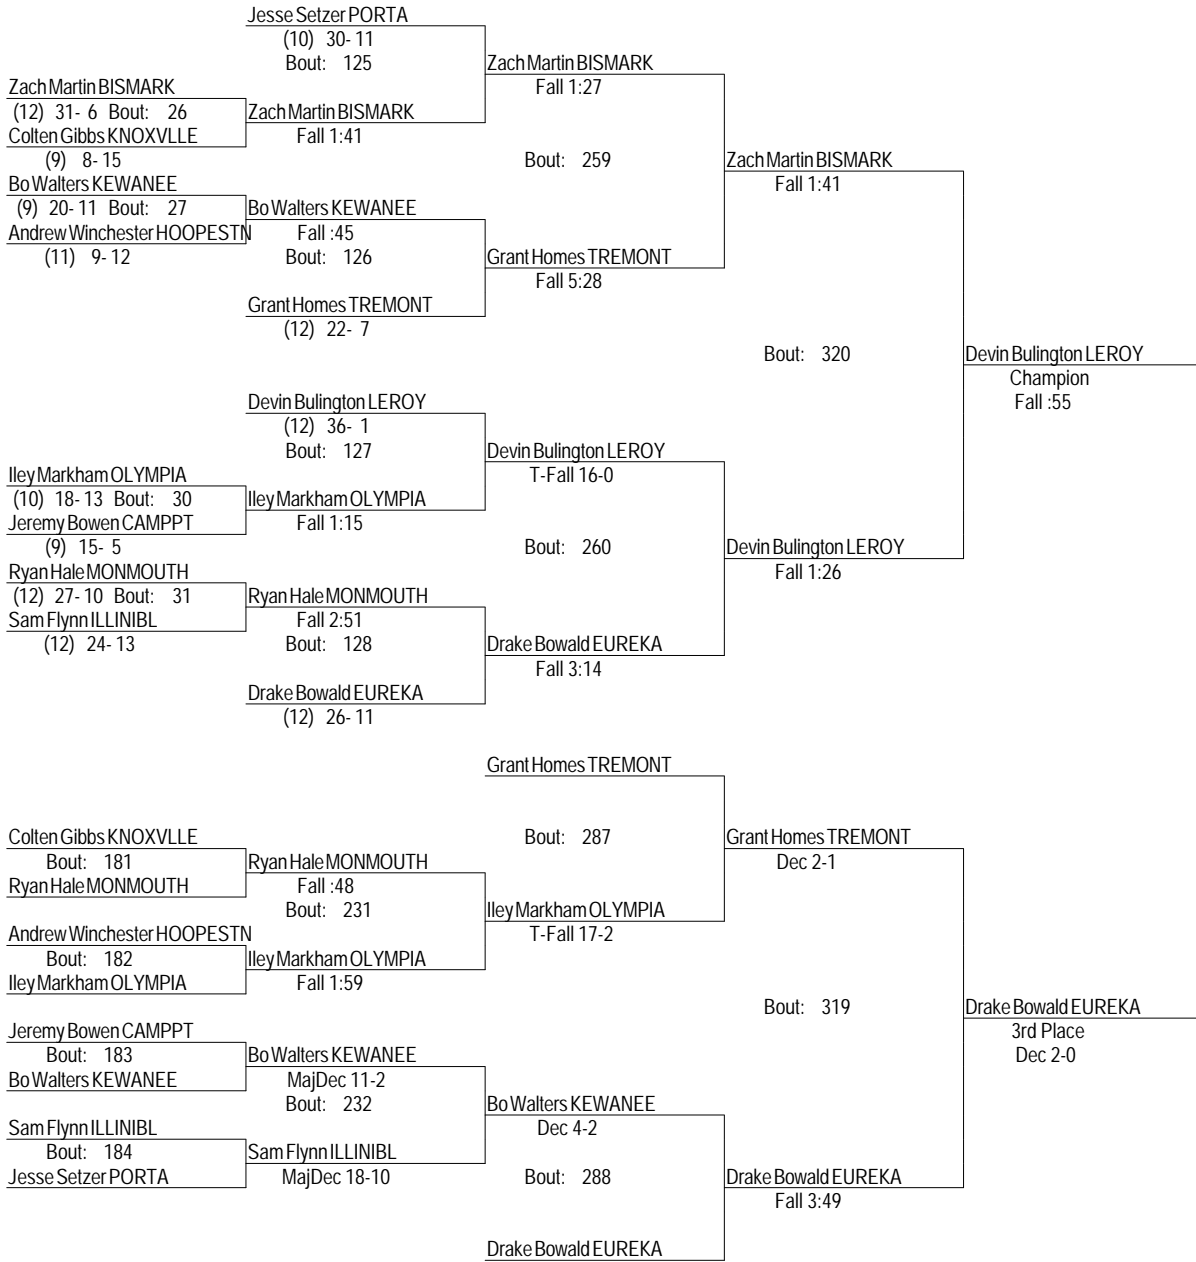 Jesse Setzer PORTA
(10) 30- 11
Bout: 125
Zach Martin BISMARK
Fall 1:27
Zach Martin BISMARK
(12) 31- 6 Bout: 26
Zach Martin BISMARK
Colten Gibbs KNOXVLLE
Fall 1:41
(9) 8- 15
Bout: 259
Zach Martin BISMARK
Fall 1:41
Bo Walters KEWANEE
(9) 20- 11 Bout: 27
Bo Walters KEWANEE
Andrew Winchester HOOPESTN
Fall :45
(11) 9- 12
Bout: 126
Grant Homes TREMONT
Fall 5:28
Grant Homes TREMONT
(12) 22- 7
Bout: 320
Devin Bulington LEROY
Champion
Fall :55
Devin Bulington LEROY
(12) 36- 1
Bout: 127
Devin Bulington LEROY
T-Fall 16-0
Iley Markham OLYMPIA
(10) 18- 13 Bout: 30
Iley Markham OLYMPIA
Jeremy Bowen CAMPPT
Fall 1:15
(9) 15- 5
Bout: 260
Devin Bulington LEROY
Fall 1:26
Ryan Hale MONMOUTH
(12) 27- 10 Bout: 31
Ryan Hale MONMOUTH
Sam Flynn ILLINIBL
Fall 2:51
(12) 24- 13
Bout: 128
Drake Bowald EUREKA
Fall 3:14
Drake Bowald EUREKA
(12) 26- 11
Grant Homes TREMONT
Colten Gibbs KNOXVLLE
Bout: 287
Grant Homes TREMONT
Bout: 181
Ryan Hale MONMOUTH
Dec 2-1
Ryan Hale MONMOUTH
Fall :48
Bout: 231
Iley Markham OLYMPIA
T-Fall 17-2
Andrew Winchester HOOPESTN
Bout: 182
Iley Markham OLYMPIA
Iley Markham OLYMPIA
Fall 1:59
Bout: 319
Drake Bowald EUREKA
3rd Place
Dec 2-0
Jeremy Bowen CAMPPT
Bout: 183
Bo Walters KEWANEE
Bo Walters KEWANEE
MajDec 11-2
Bout: 232
Bo Walters KEWANEE
Dec 4-2
Sam Flynn ILLINIBL
Bout: 184
Sam Flynn ILLINIBL
Jesse Setzer PORTA
MajDec 18-10
Bout: 288
Drake Bowald EUREKA
Fall 3:49
Drake Bowald EUREKA